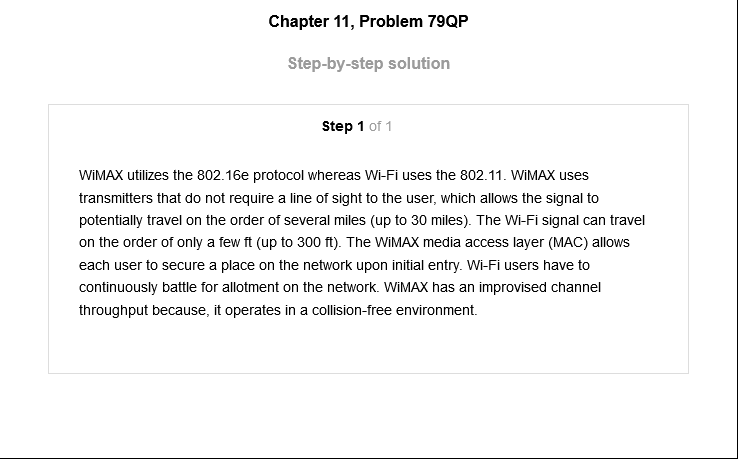 Chapter 11, Problem 79QP
Step-by-step solution
Step 1 of 1
WiMAX utilizes the 802.16e protocol whereas Wi-Fi uses the 802.11. WiMAX uses
transmitters that do not require a line of sight to the user, which allows the signal to
potentially travel on the order of several miles (up to 30 miles). The Wi-Fi signal can travel
on the order of only a few ft (up to 300 ft). The WiMAX media access layer (MAC) allows
each user to secure a place on the network upon initial entry. Wi-Fi users have to
continuously battle for allotment on the network. WiMAX has an improvised channel
throughput because, it operates in a collision-free environment.